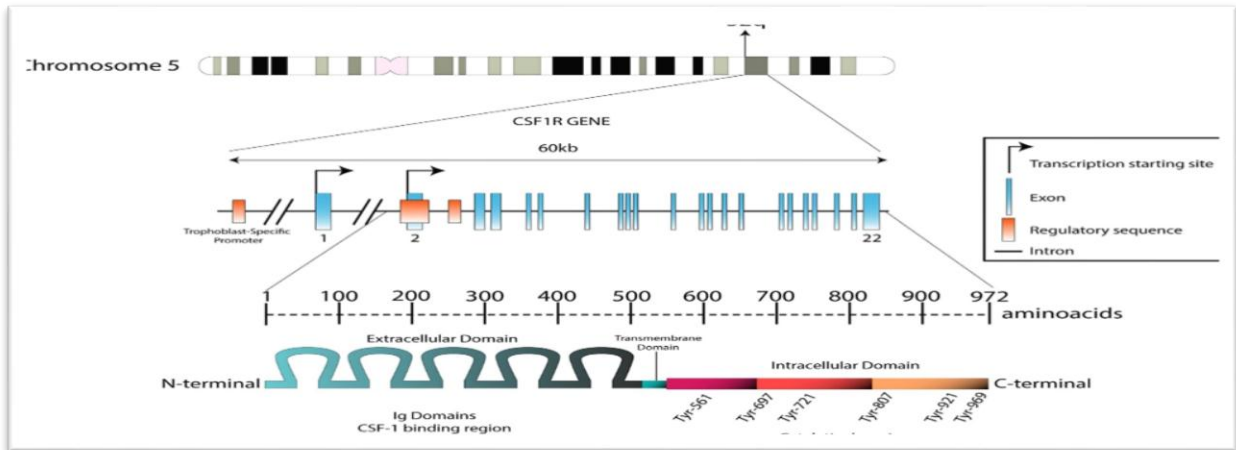 Chromosome 5
CSF1R GENE
60kb
Trophoblast-Specific
Promoter
1
2
22
Transcription starting site
Exon
Regulatory sequence
Intron
1 100 200 300 400 500 600 700 800 900 972
aminoacids
Extracellular Domain
Transmembrane
Domain
Intracellular Domain
N-terminal
C-terminal
Tyr-561
Tyr-697
Tyr-721
Tyr-807
Tyr-921
Tyr-969
Ig Domains
CSF-1 binding region